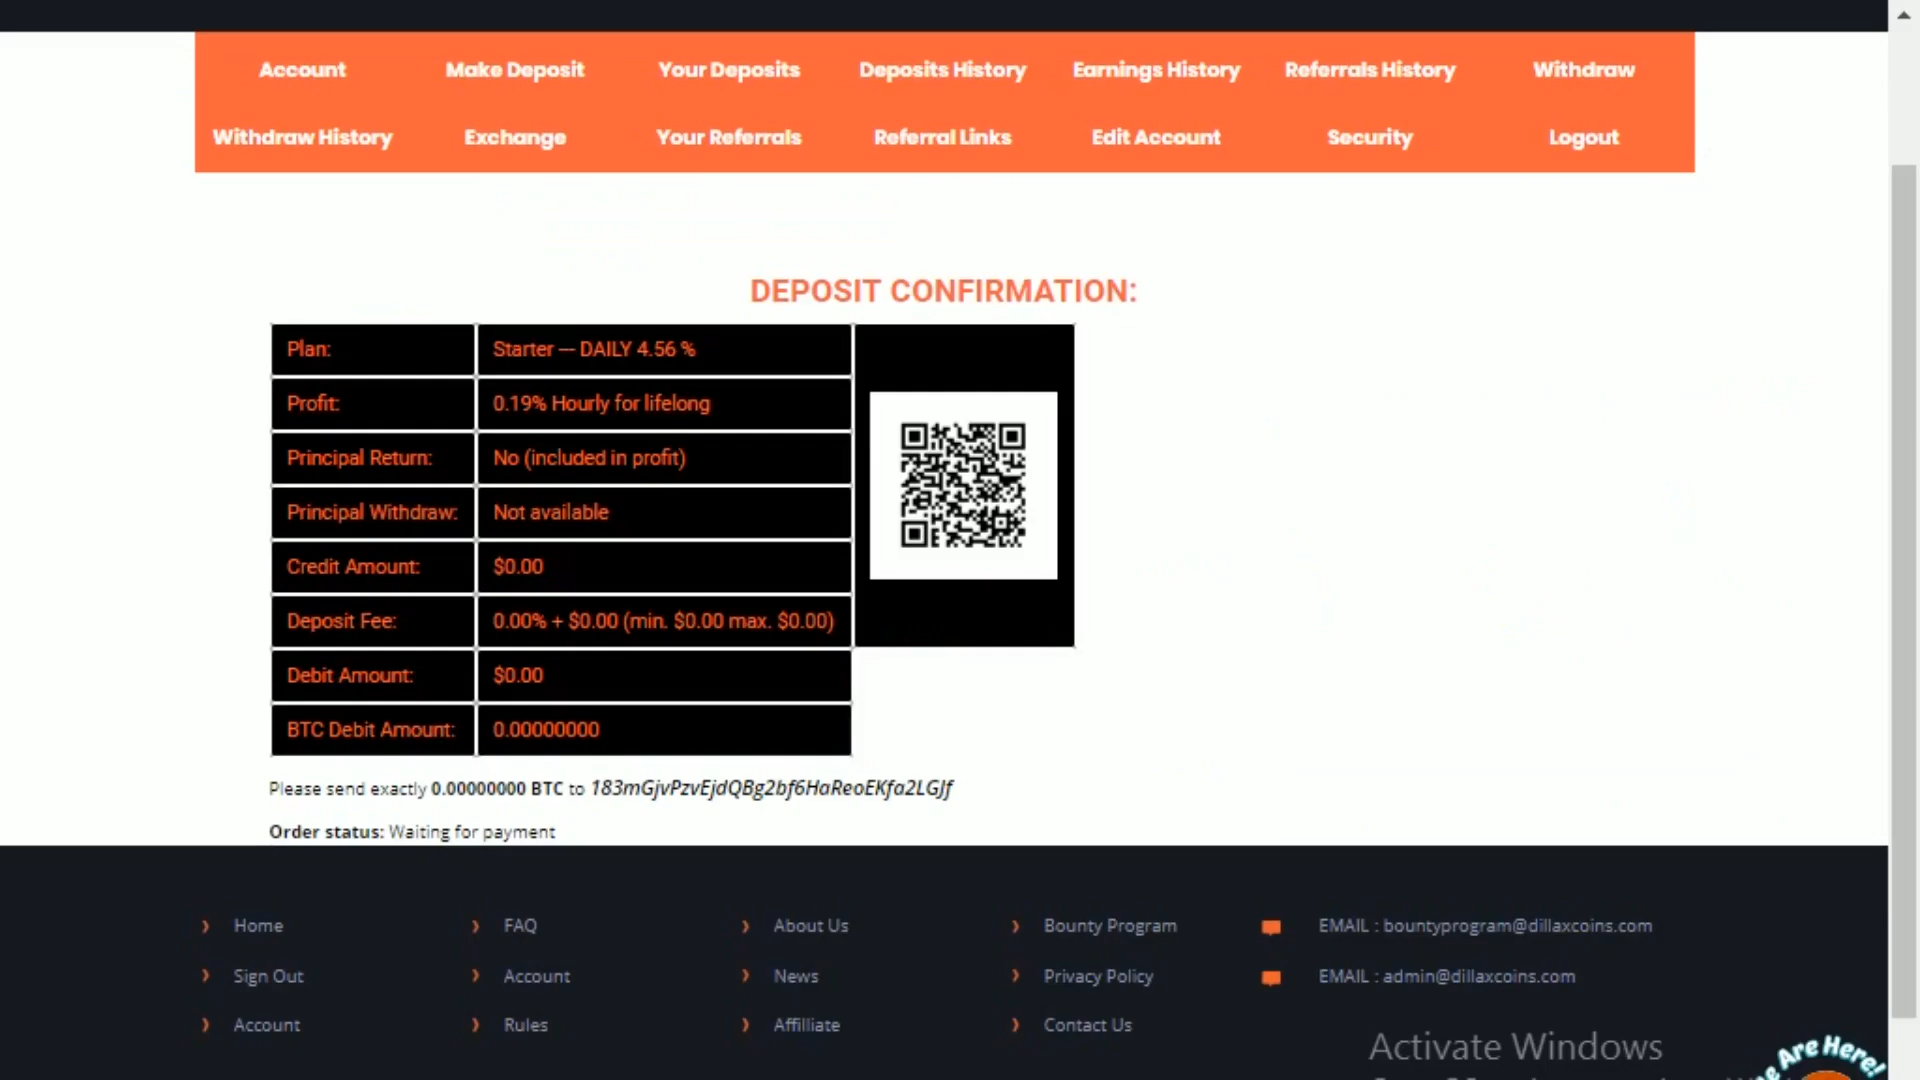 Account Make Deposit Your Deposits Deposits History Earnings History Referrals History Withdraw
Withdraw History Exchange Your Referrals Referral Links Edit Account Security Logout
DEPOSIT CONFIRMATION:
Plan: Starter --- DAILY 4.56 %
Profit: 0.19% Hourly for lifelong
Principal Return: No (included in profit)
Principal Withdraw: Not available
Credit Amount: $0.00
Deposit Fee: 0.00% + $0.00 (min. $0.00 max. $0.00)
Debit Amount: $0.00
BTC Debit Amount: 0.00000000
Please send exactly 0.00000000 BTC to 183mGjvPzvEjdQBg2bf6HaReoEKfa2LGJf
Order status: Waiting for payment
Home FAQ About Us Bounty Program EMAIL : bountyprogram@dillaxcoins.com
Sign Out Account News Privacy Policy EMAIL : admin@dillaxcoins.com
Account Rules Affilliate Contact Us
Activate Windows
Are Here!